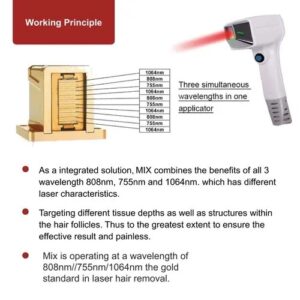 Working Principle
1064nm
808nm
755nm
1064nm
808nm
755nm
1064nm
755nm
808nm
1064nm
Three simultaneous
wavelengths in one
applicator
As a integrated solution, MIX combines the benefits of all 3
wavelength 808nm, 755nm and 1064nm. which has different
laser characteristics.
Targeting different tissue depths as well as structures within
the hair follicles. Thus to the greatest extent to ensure the
effective result and painless.
Mix is operating at a wavelength of
808nm//755nm/1064nm the gold
standard in laser hair removal.